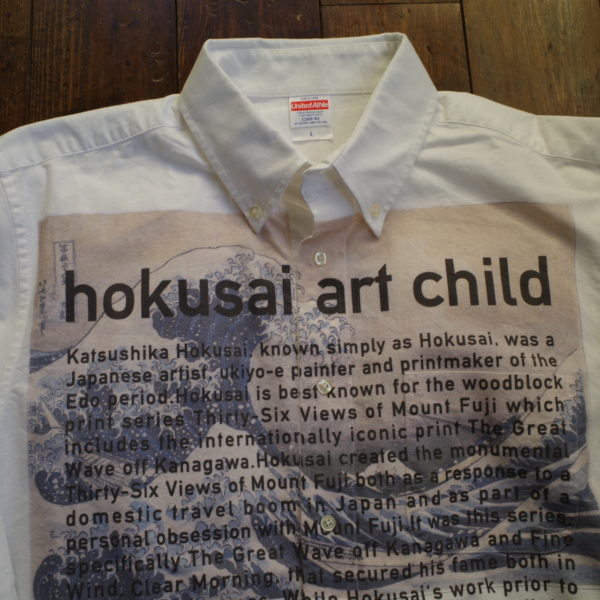 United Athle
L
hokusai art child
Katsushika Hokusai, known simply as Hokusai, was a
Japanese artist, ukiyo-e painter and printmaker of the
Edo period.Hokusai is best known for the woodblock
print series Thirty-Six Views of Mount Fuji which
includes the internationally iconic print The Great
Wave off Kanagawa.Hokusai created the monumental
Thirty-Six Views of Mount Fuji both as a response to a
domestic travel boom in Japan and as part of a
personal obsession with Mount Fuji.It was this series,
specifically The Great Wave off Kanagawa and Fine
Wind, Clear Morning, that secured his fame both in
While Hokusai's work prior to